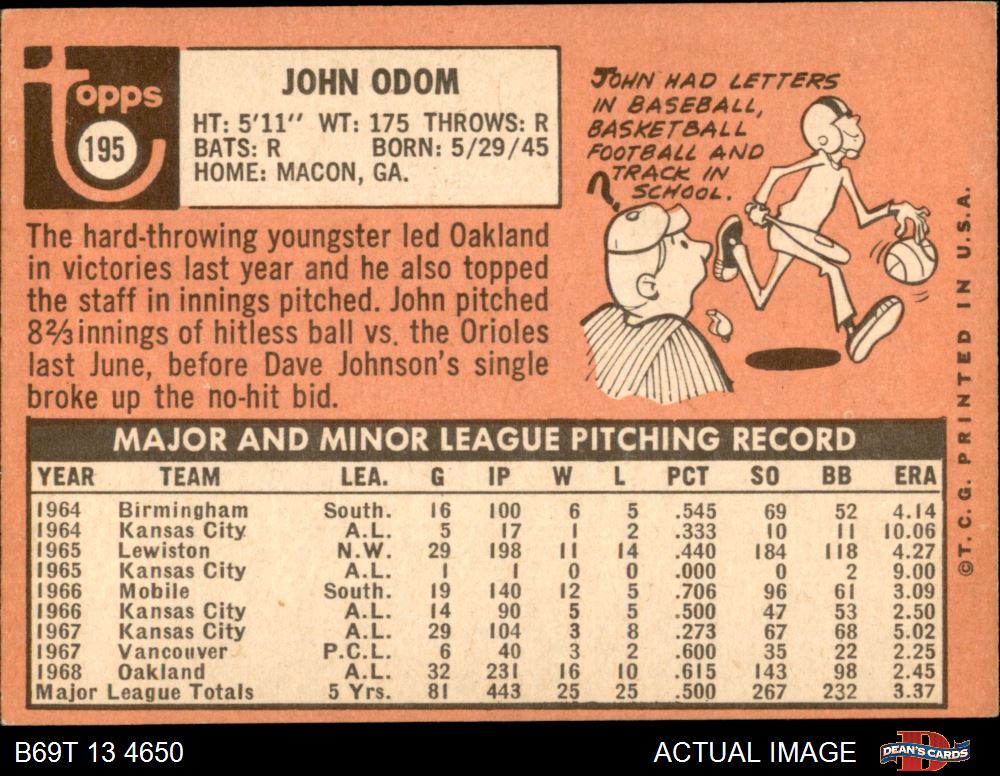 Topps
195
JOHN ODOM
HT: 5'11" WT: 175 THROWS: R
BATS: R BORN: 5/29/45
HOME: MACON, GA.
The hard-throwing youngster led Oakland
in victories last year and he also topped
the staff in innings pitched. John pitched
8⅔ innings of hitless ball vs. the Orioles
last June, before Dave Johnson's single
broke up the no-hit bid.
JOHN HAD LETTERS
IN BASEBALL,
BASKETBALL
FOOTBALL AND
TRACK IN
SCHOOL.
?
MAJOR AND MINOR LEAGUE PITCHING RECORD
YEAR TEAM LEA. G IP W L PCT SO BB ERA
1964 Birmingham South. 16 100 6 5 .545 69 52 4.14
1964 Kansas City A.L. 5 17 1 2 .333 10 11 10.06
1965 Lewiston N.W. 29 198 11 14 .440 184 118 4.27
1965 Kansas City A.L. 1 1 0 0 .000 0 2 9.00
1966 Mobile South. 19 140 12 5 .706 96 61 3.09
1966 Kansas City A.L. 14 90 5 5 .500 47 53 2.50
1967 Kansas City A.L. 29 104 3 8 .273 67 68 5.02
1967 Vancouver P.C.L. 6 40 3 2 .600 35 22 2.25
1968 Oakland A.L. 32 231 16 10 .615 143 98 2.45
Major League Totals 5 Yrs. 81 443 25 25 .500 267 232 3.37
©T. C. G. PRINTED IN U.S.A.
B69T 13 4650
ACTUAL IMAGE
D
DEAN'S CARDS